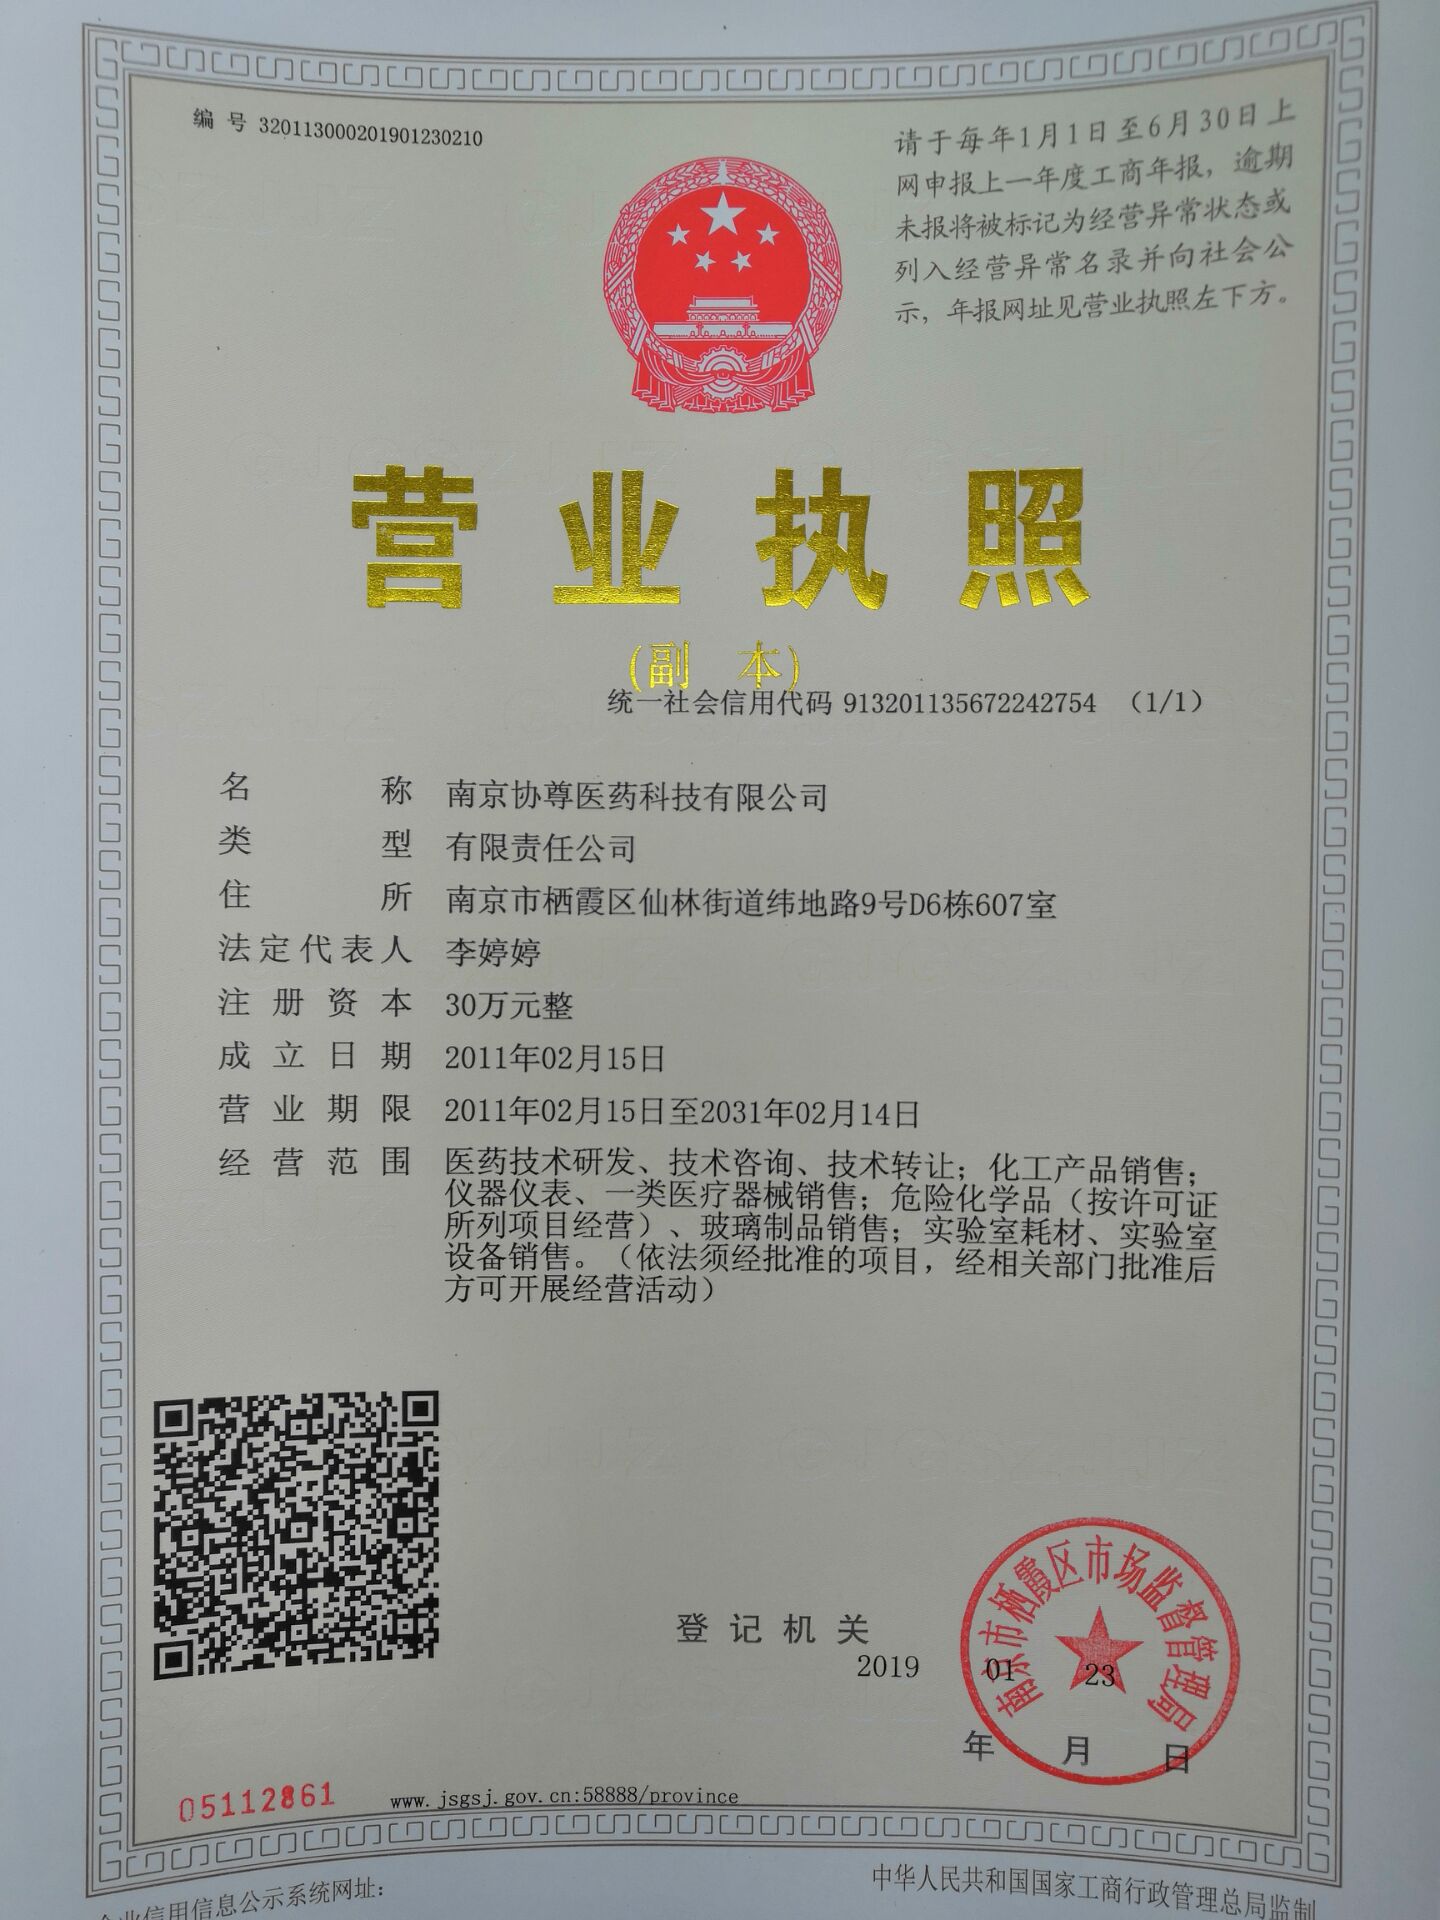 编 号 320113000201901230210
请于每年1月1日至6月30日上
网申报上一年度工商年报，逾期
未报将被标记为经营异常状态或
列入经营异常名录并向社会公
示，年报网址见营业执照左下方。
营业执照
(副 本)
统一社会信用代码 913201135672242754 （1/1）
名 称 南京协尊医药科技有限公司
类 型 有限责任公司
住 所 南京市栖霞区仙林街道纬地路9号D6栋607室
法定代表人 李婷婷
注 册 资 本 30万元整
成 立 日 期 2011年02月15日
营 业 期 限 2011年02月15日至2031年02月14日
经 营 范 围 医药技术研发、技术咨询、技术转让；化工产品销售；
仪器仪表、一类医疗器械销售；危险化学品（按许可证
所列项目经营）、玻璃制品销售；实验室耗材、实验室
设备销售。（依法须经批准的项目，经相关部门批准后
方可开展经营活动）
南京市栖霞区市场监督管理局
登 记 机 关
2019 01 23
年 月 日
05112861
www.jsgsj.gov.cn:58888/province
企业信用信息公示系统网址：
中华人民共和国国家工商行政管理总局监制